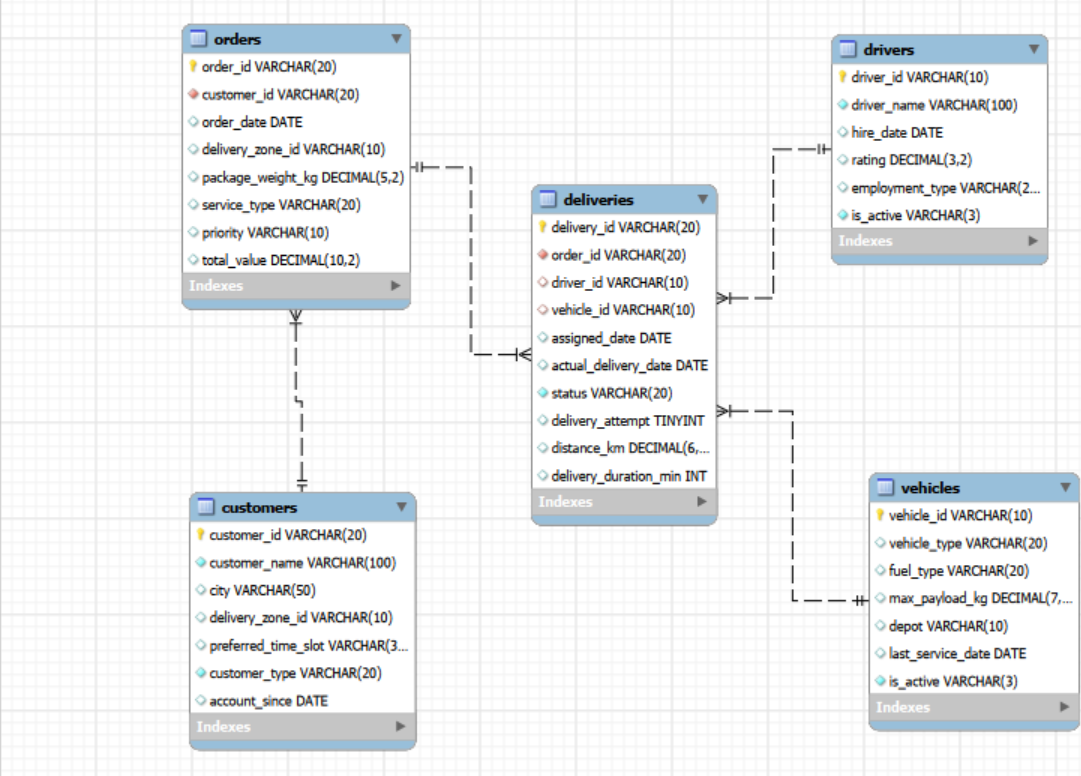 orders
order_id VARCHAR(20)
customer_id VARCHAR(20)
order_date DATE
delivery_zone_id VARCHAR(10)
package_weight_kg DECIMAL(5,2)
service_type VARCHAR(20)
priority VARCHAR(10)
total_value DECIMAL(10,2)
Indexes
drivers
driver_id VARCHAR(10)
driver_name VARCHAR(100)
hire_date DATE
rating DECIMAL(3,2)
employment_type VARCHAR(2...
is_active VARCHAR(3)
Indexes
deliveries
delivery_id VARCHAR(20)
order_id VARCHAR(20)
driver_id VARCHAR(10)
vehicle_id VARCHAR(10)
assigned_date DATE
actual_delivery_date DATE
status VARCHAR(20)
delivery_attempt TINYINT
distance_km DECIMAL(6,...
delivery_duration_min INT
Indexes
customers
customer_id VARCHAR(20)
customer_name VARCHAR(100)
city VARCHAR(50)
delivery_zone_id VARCHAR(10)
preferred_time_slot VARCHAR(3...
customer_type VARCHAR(20)
account_since DATE
Indexes
vehicles
vehicle_id VARCHAR(10)
vehicle_type VARCHAR(20)
fuel_type VARCHAR(20)
max_payload_kg DECIMAL(7,...
depot VARCHAR(10)
last_service_date DATE
is_active VARCHAR(3)
Indexes